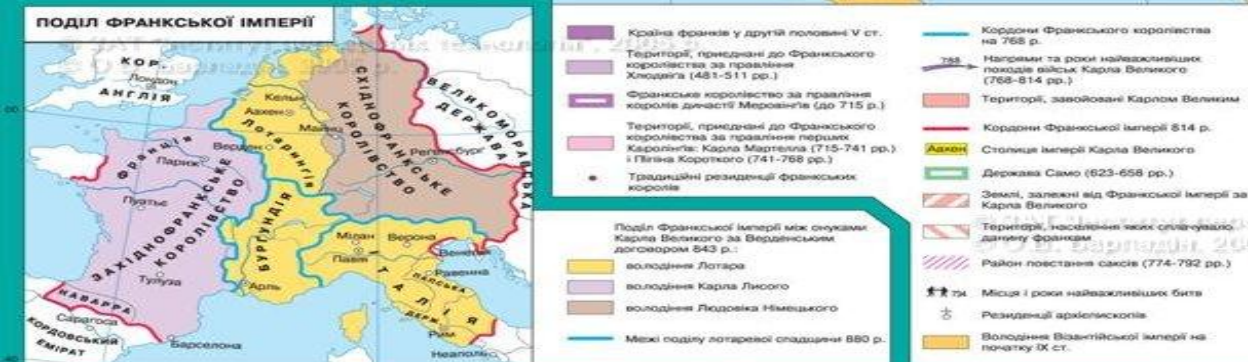 ПОДІЛ ФРАНКСЬКОЇ ІМПЕРІЇ
КОР.
Лондон
АНГЛІЯ
Кельн
Аахен
Майнц
Верден
Лотарингія
Франція
Париж
Пуатьє
Тулуза
ЗАХІДНОФРАНКСЬКЕ
КОРОЛІВСТВО
СХІДНОФРАНКСЬКЕ
КОРОЛІВСТВО
Регенсбург
ВЕЛИКОМОРАВСЬКА
ДЕРЖАВА
БУРГУНДІЯ
Мілан
Верона
Павія
Венеція
Равенна
Арль
ПАПСЬКА
ДЕРЖ.
ІТАЛІЯ
Рим
Неаполь
НАВАРРА
Сарагоса
КОРДОВСЬКИЙ
ЕМІРАТ
Барселона
Країна франків у другій половині V ст.
Території, приєднані до Франкського
королівства за правління
Хлодвіга (481-511 рр.)
Франкське королівство за правління
королів династії Меровінгів (до 715 р.)
Території, приєднані до Франкського
королівства за правління перших
Каролінгів: Карла Мартелла (715-741 рр.)
і Піпіна Короткого (741-768 рр.)
Традиційні резиденції франкських
королів
Поділ Франкської імперії між онуками
Карла Великого за Верденським
договором 843 р.:
володіння Лотара
володіння Карла Лисого
володіння Людовіка Німецького
Межі поділу лотаревої спадщини 880 р.
Кордони Франкського королівства
на 768 р.
788
Напрями та роки найважливіших
походів військ Карла Великого
(768-814 рр.)
Території, завойовані Карлом Великим
Кордони Франкської імперії 814 р.
Аахен
Столиця імперії Карла Великого
Держава Само (623-658 рр.)
Землі, залежні від Франкської імперії за
Карла Великого
Території, населення яких сплачувало
данину франкам
Район повстання саксів (774-792 рр.)
734
Місця і роки найважливіших битв
Резиденції архієпископів
Володіння Візантійської імперії на
початку IX ст.